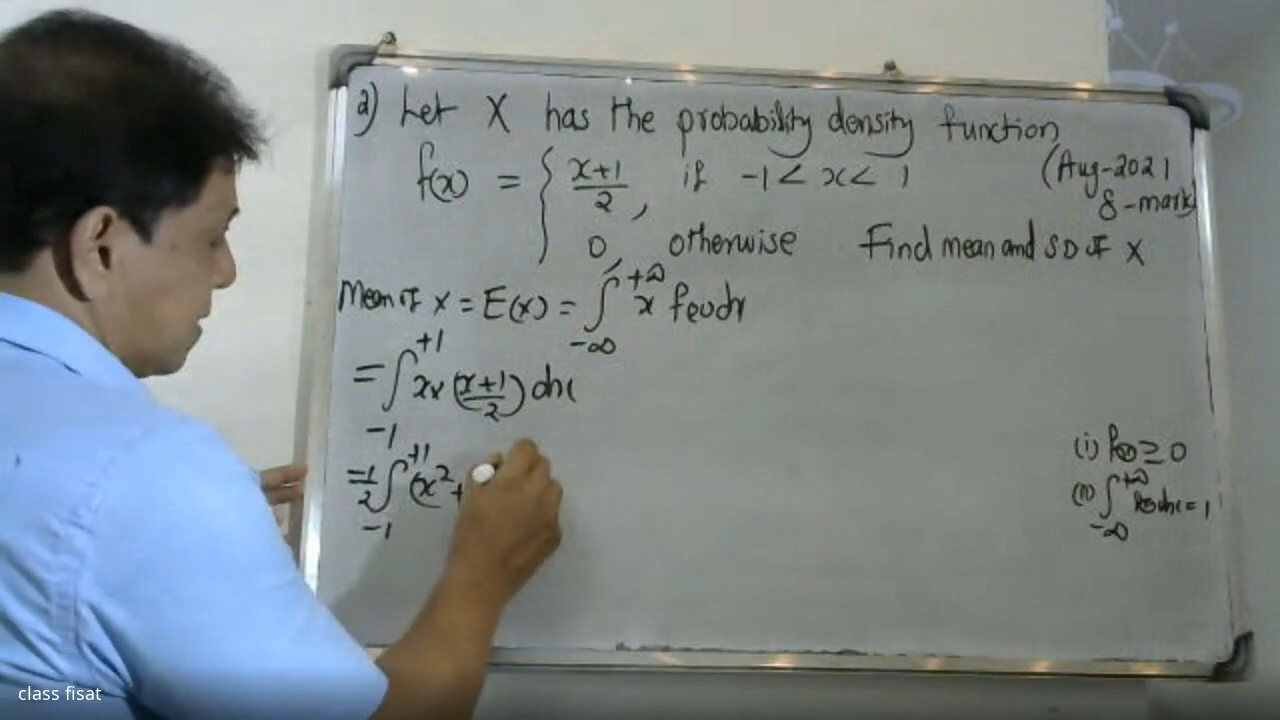 a) Let X has the probability density function
f(x) = { x+1/2, if -1 < x < 1
(Aug-2021
8-mark)
0, otherwise Find mean and SD of X
Mean of X = E(X) = ∫ -∞ +∞ x f(x) dx
= ∫ -1 +1 x × (x+1/2) dx
= 1/2 ∫ -1 +1 (x² +
(i) f(x) ≥ 0
(ii) ∫ -∞ +∞ f(x) dx = 1
class fisat